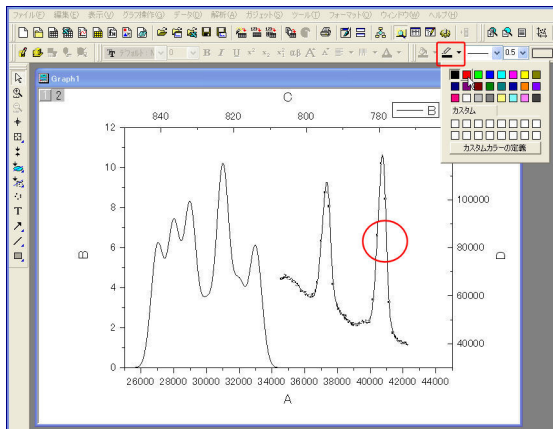 ファイル(F) 編集(E) 表示(V) グラフ操作(G) データ(D) 解析(A) ガジェット(S) ツール(T) フォーマット(O) ウィンドウ(W) ヘルプ(H)
B I U x² x₂ αβ A A
0.5
Graph1
1 2
カスタム
カスタムカラーの定義
C
840 820 800 780
B
12
10
8
6
4
2
0
B
100000
80000
60000
40000
D
26000 28000 30000 32000 34000 36000 38000 40000 42000 44000
A